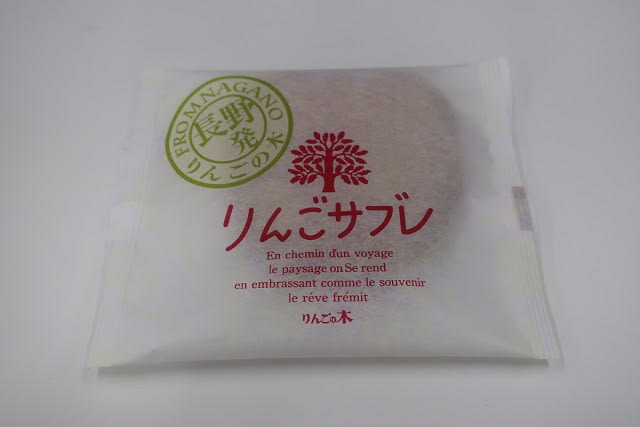 FROM NAGANO
長野
発
りんごの木
りんごサブレ
En chemin d'un voyage
le paysage on Se rend
en embrassant comme le souvenir
le réve frémit
りんごの木